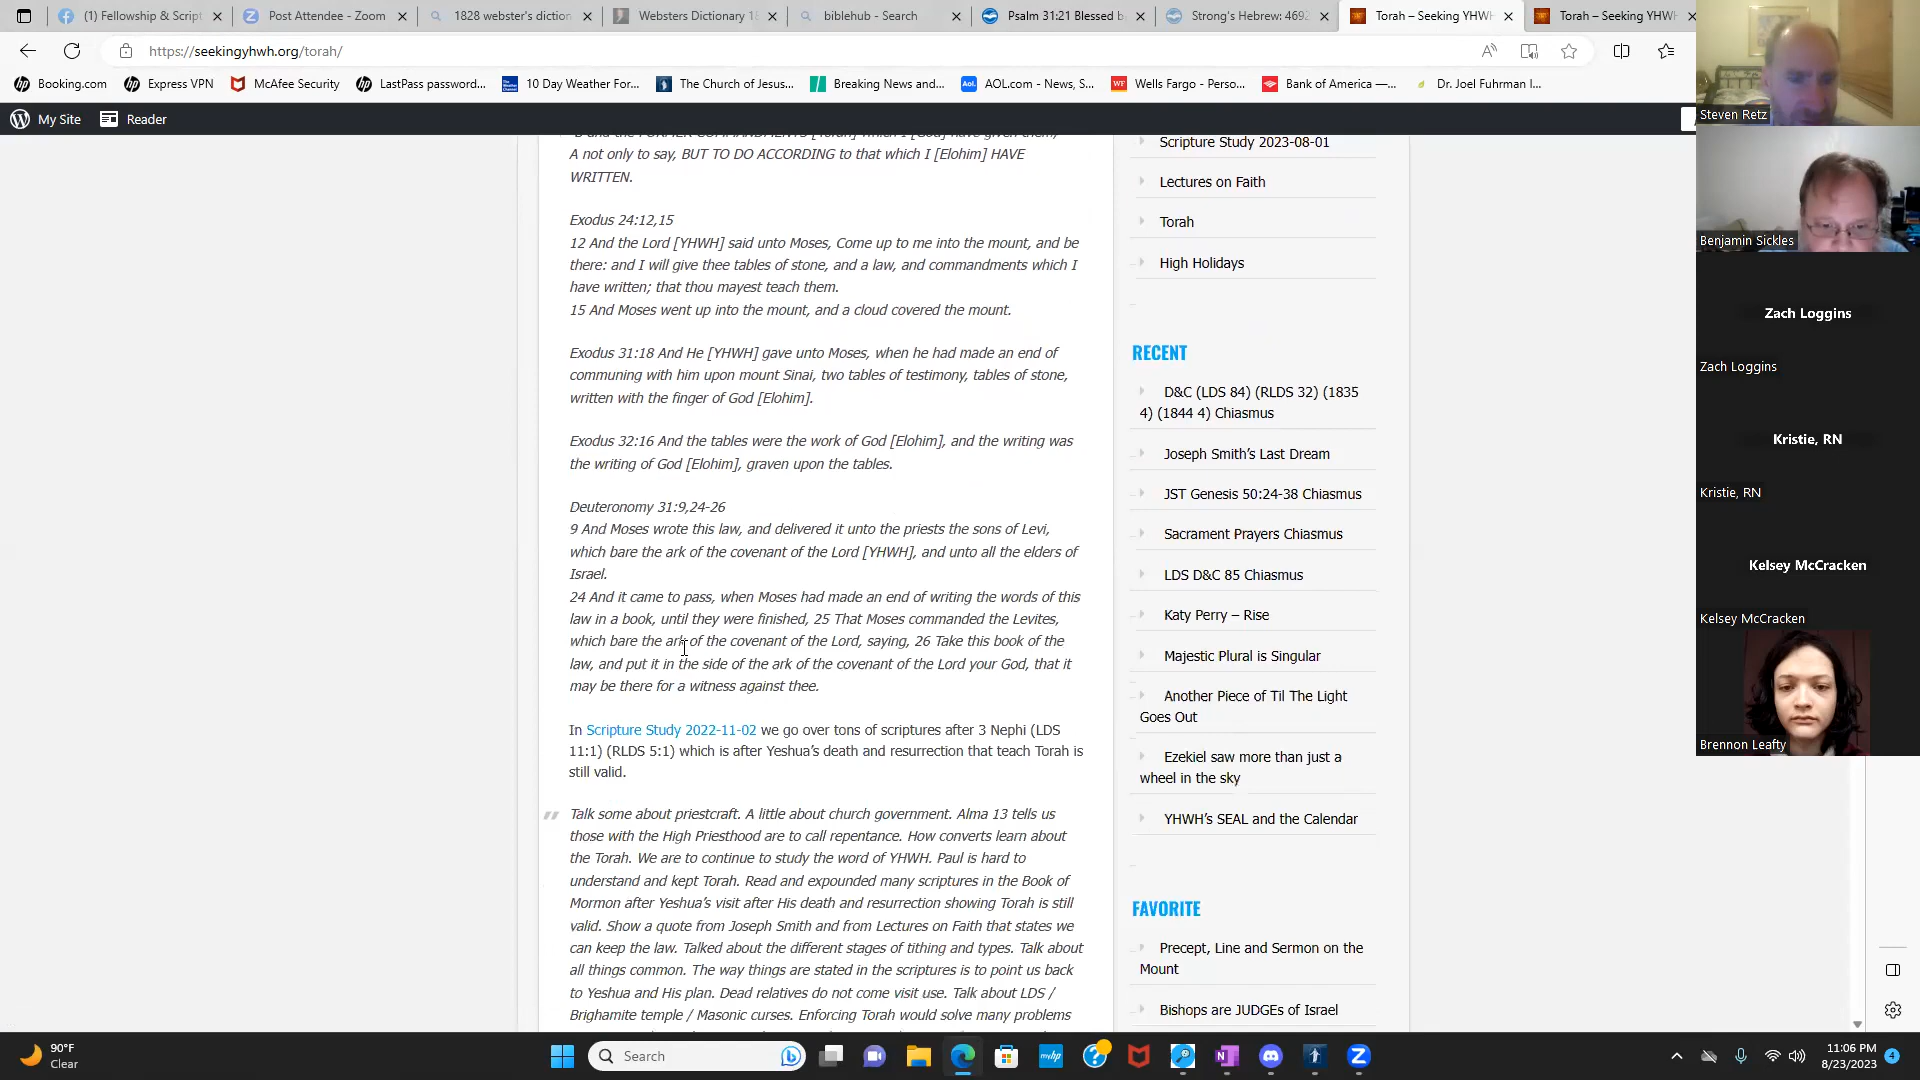 (1) Fellowship & Script
Post Attendee - Zoom
1828 webster's diction
Websters Dictionary 18
biblehub - Search
Psalm 31:21 Blessed b
Strong's Hebrew: 4692
Torah – Seeking YHWH
Torah – Seeking YHWH
https://seekingyhwh.org/torah/
Booking.com
Express VPN
McAfee Security
LastPass password...
10 Day Weather For...
The Church of Jesus...
Breaking News and...
AOL.com - News, S...
Wells Fargo - Perso...
Bank of America —...
Dr. Joel Fuhrman I...
My Site
Reader
B and the FORMER COMMANDMENTS [Torah] which I [God] have given them,
A not only to say, BUT TO DO ACCORDING to that which I [Elohim] HAVE
WRITTEN.
Exodus 24:12,15
12 And the Lord [YHWH] said unto Moses, Come up to me into the mount, and be
there: and I will give thee tables of stone, and a law, and commandments which I
have written; that thou mayest teach them.
15 And Moses went up into the mount, and a cloud covered the mount.
Exodus 31:18 And He [YHWH] gave unto Moses, when he had made an end of
communing with him upon mount Sinai, two tables of testimony, tables of stone,
written with the finger of God [Elohim].
Exodus 32:16 And the tables were the work of God [Elohim], and the writing was
the writing of God [Elohim], graven upon the tables.
Deuteronomy 31:9,24-26
9 And Moses wrote this law, and delivered it unto the priests the sons of Levi,
which bare the ark of the covenant of the Lord [YHWH], and unto all the elders of
Israel.
24 And it came to pass, when Moses had made an end of writing the words of this
law in a book, until they were finished, 25 That Moses commanded the Levites,
which bare the ark of the covenant of the Lord, saying, 26 Take this book of the
law, and put it in the side of the ark of the covenant of the Lord your God, that it
may be there for a witness against thee.
In Scripture Study 2022-11-02 we go over tons of scriptures after 3 Nephi (LDS
11:1) (RLDS 5:1) which is after Yeshua's death and resurrection that teach Torah is
still valid.
Talk some about priestcraft. A little about church government. Alma 13 tells us
those with the High Priesthood are to call repentance. How converts learn about
the Torah. We are to continue to study the word of YHWH. Paul is hard to
understand and kept Torah. Read and expounded many scriptures in the Book of
Mormon after Yeshua's visit after His death and resurrection showing Torah is still
valid. Show a quote from Joseph Smith and from Lectures on Faith that states we
can keep the law. Talked about the different stages of tithing and types. Talk about
all things common. The way things are stated in the scriptures is to point us back
to Yeshua and His plan. Dead relatives do not come visit use. Talk about LDS /
Brighamite temple / Masonic curses. Enforcing Torah would solve many problems
Scripture Study 2023-08-01
Lectures on Faith
Torah
High Holidays
RECENT
D&C (LDS 84) (RLDS 32) (1835
4) (1844 4) Chiasmus
Joseph Smith's Last Dream
JST Genesis 50:24-38 Chiasmus
Sacrament Prayers Chiasmus
LDS D&C 85 Chiasmus
Katy Perry – Rise
Majestic Plural is Singular
Another Piece of Til The Light
Goes Out
Ezekiel saw more than just a
wheel in the sky
YHWH's SEAL and the Calendar
FAVORITE
Precept, Line and Sermon on the
Mount
Bishops are JUDGEs of Israel
Steven Retz
Benjamin Sickles
Zach Loggins
Zach Loggins
Kristie, RN
Kristie, RN
Kelsey McCracken
Kelsey McCracken
Brennon Leafty
90°F
Clear
Search
11:06 PM
8/23/2023
4